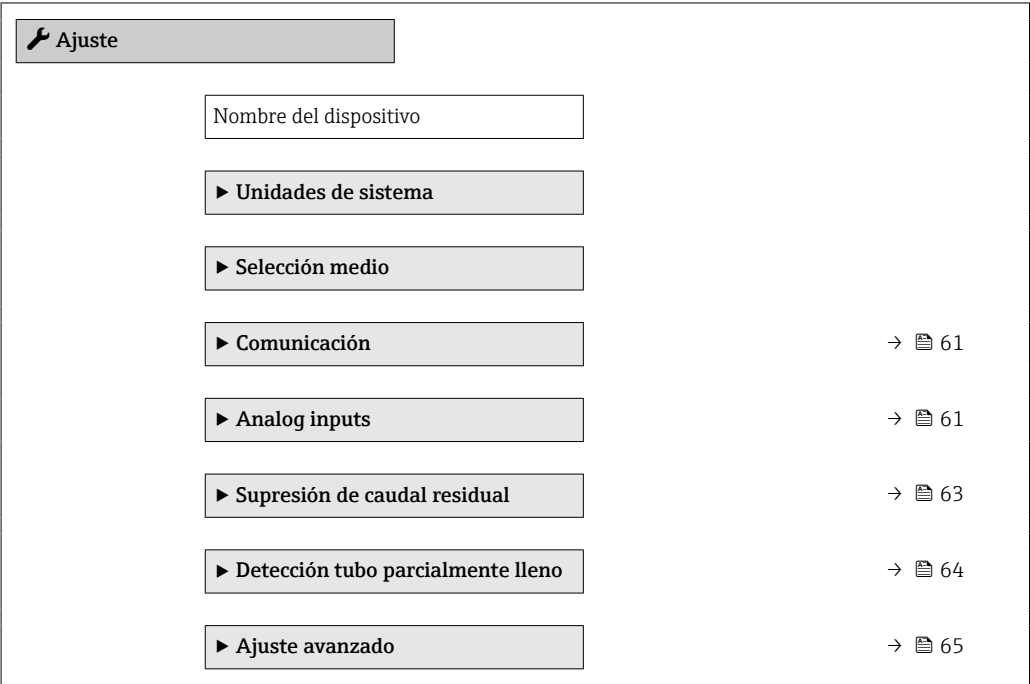 Ajuste
Nombre del dispositivo
▶ Unidades de sistema
▶ Selección medio
▶ Comunicación → 61
▶ Analog inputs → 61
▶ Supresión de caudal residual → 63
▶ Detección tubo parcialmente lleno → 64
▶ Ajuste avanzado → 65